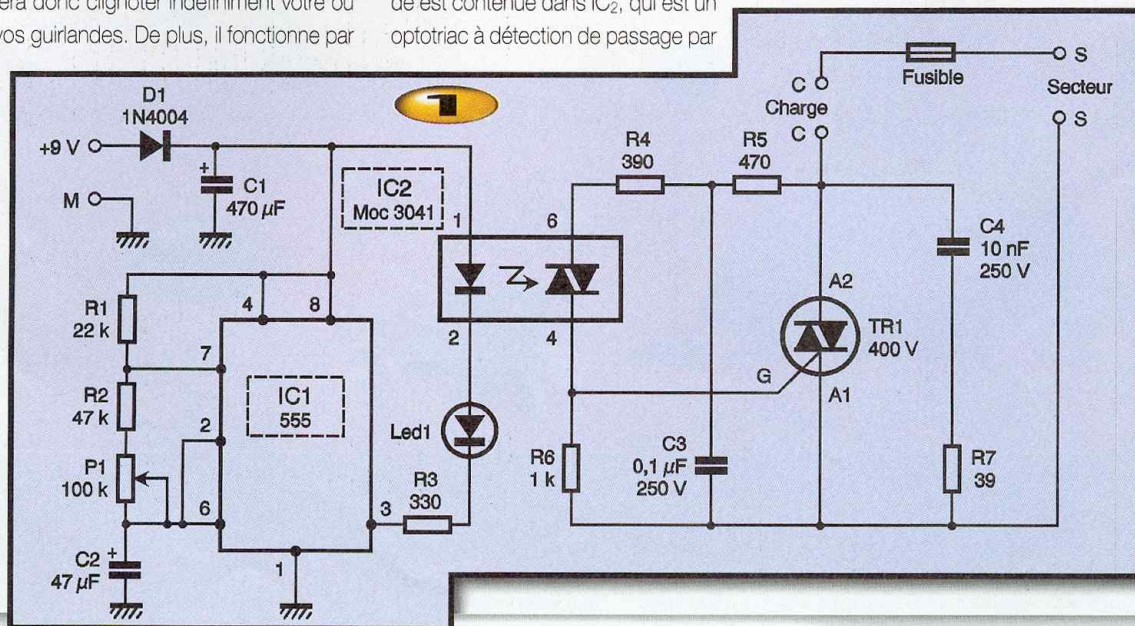 era donc clignoter indéfiniment votre ou
vos guirlandes. De plus, il fonctionne par
de est contenue dans IC₂, qui est un
optotriac à détection de passage par
1
D1
1N4004
+9 V
M
C1
470 µF
+
IC2
Moc 3041
1
6
2
4
R4
390
R5
470
C
Charge
C
Fusible
S
Secteur
S
C4
10 nF
250 V
A2
TR1
400 V
G
A1
R1
22 k
4
8
7
R2
47 k
IC1
555
2
P1
100 k
6
3
1
C2
47 µF
+
Led1
R3
330
R6
1 k
C3
0,1 µF
250 V
R7
39